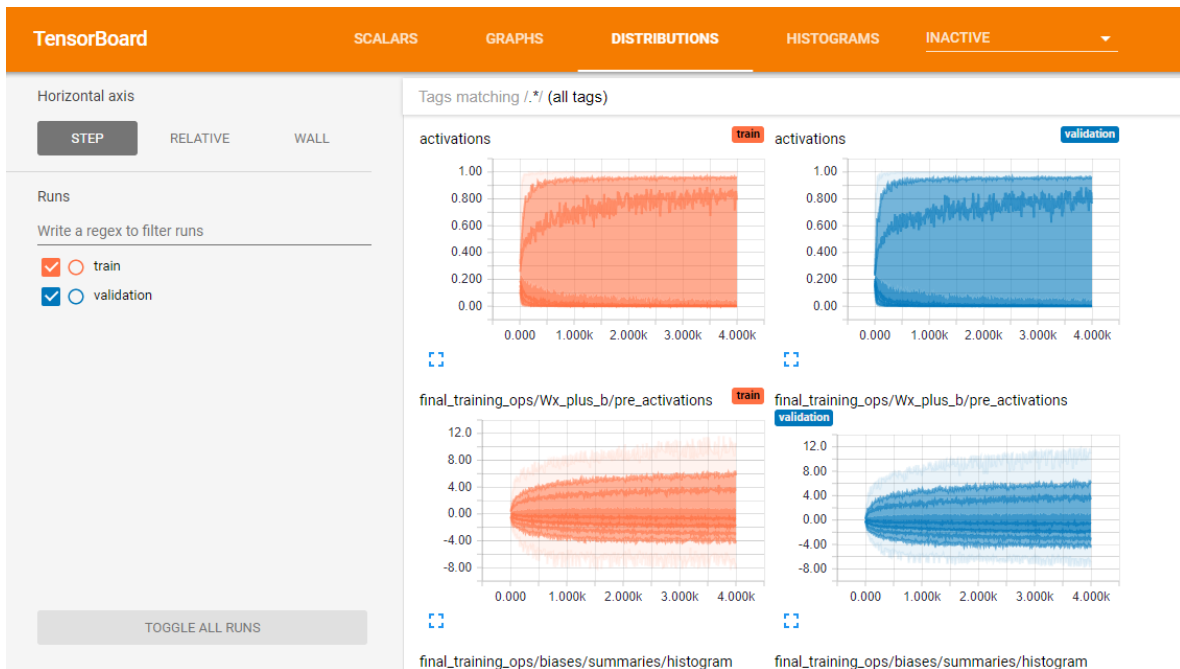 TensorBoard SCALARS GRAPHS DISTRIBUTIONS HISTOGRAMS INACTIVE
Horizontal axis
STEP RELATIVE WALL
Runs
Write a regex to filter runs
train
validation
TOGGLE ALL RUNS
Tags matching /.*/ (all tags)
activations train
1.00
0.800
0.600
0.400
0.200
0.00
0.000 1.000k 2.000k 3.000k 4.000k
activations validation
1.00
0.800
0.600
0.400
0.200
0.00
0.000 1.000k 2.000k 3.000k 4.000k
final_training_ops/Wx_plus_b/pre_activations train
12.0
8.00
4.00
0.00
-4.00
-8.00
0.000 1.000k 2.000k 3.000k 4.000k
final_training_ops/Wx_plus_b/pre_activations
validation
12.0
8.00
4.00
0.00
-4.00
-8.00
0.000 1.000k 2.000k 3.000k 4.000k
final_training_ops/biases/summaries/histogram
final_training_ops/biases/summaries/histogram